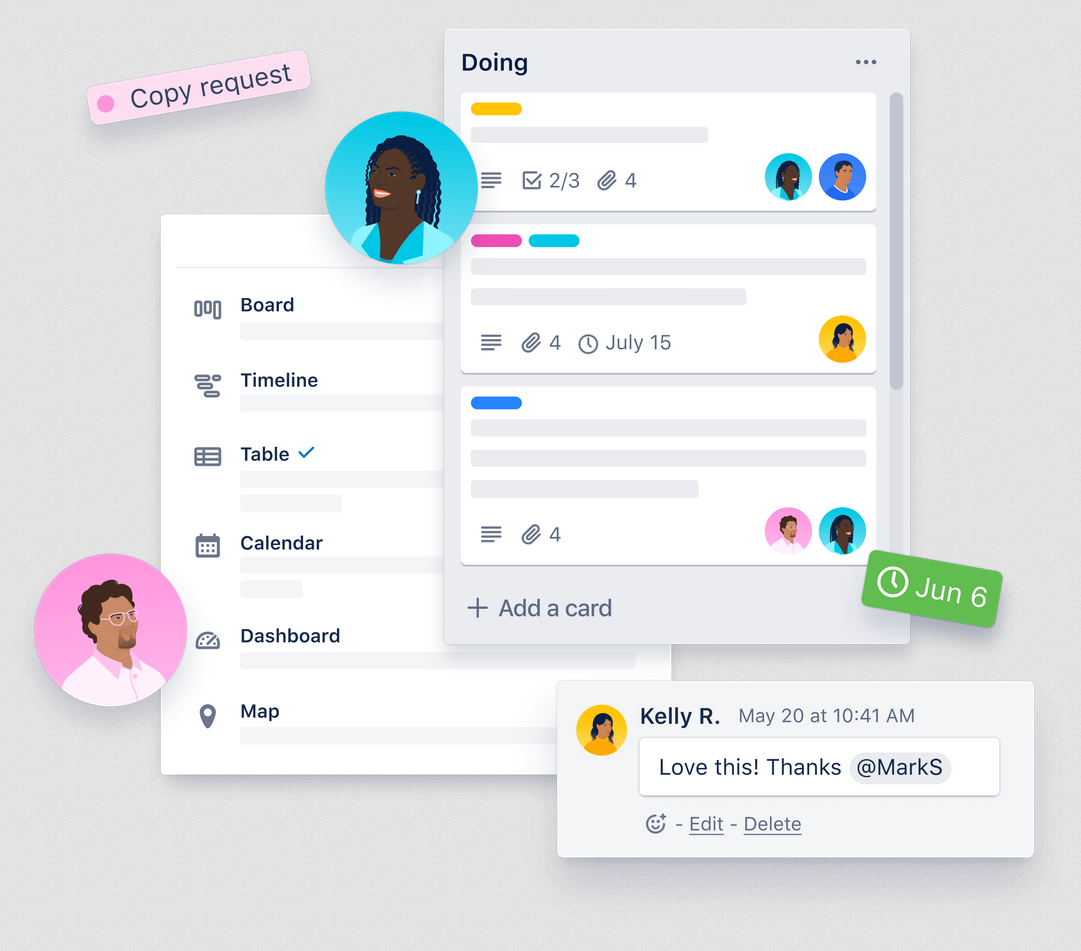 Copy request
Doing
2/3 4
4 July 15
4
Add a card
Jun 6
Board
Timeline
Table
Calendar
Dashboard
Map
Kelly R. May 20 at 10:41 AM
Love this! Thanks @MarkS
- Edit - Delete